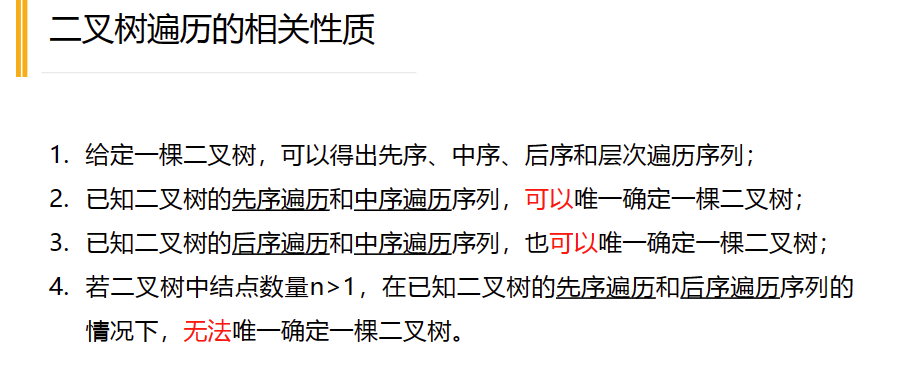 二叉树遍历的相关性质
1. 给定一棵二叉树，可以得出先序、中序、后序和层次遍历序列；
2. 已知二叉树的先序遍历和中序遍历序列，可以唯一确定一棵二叉树；
3. 已知二叉树的后序遍历和中序遍历序列，也可以唯一确定一棵二叉树；
4. 若二叉树中结点数量n>1，在已知二叉树的先序遍历和后序遍历序列的
情况下，无法唯一确定一棵二叉树。